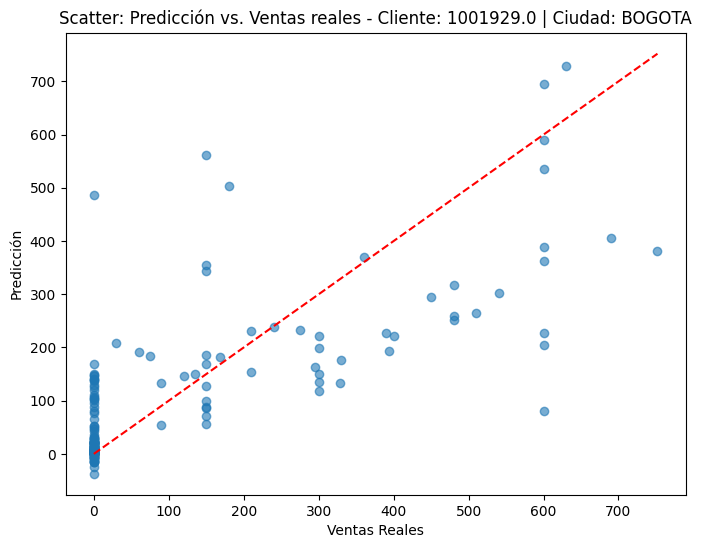 Scatter: Predicción vs. Ventas reales - Cliente: 1001929.0 | Ciudad: BOGOTA
700
600
500
400
300
200
100
0
Predicción
0 100 200 300 400 500 600 700
Ventas Reales